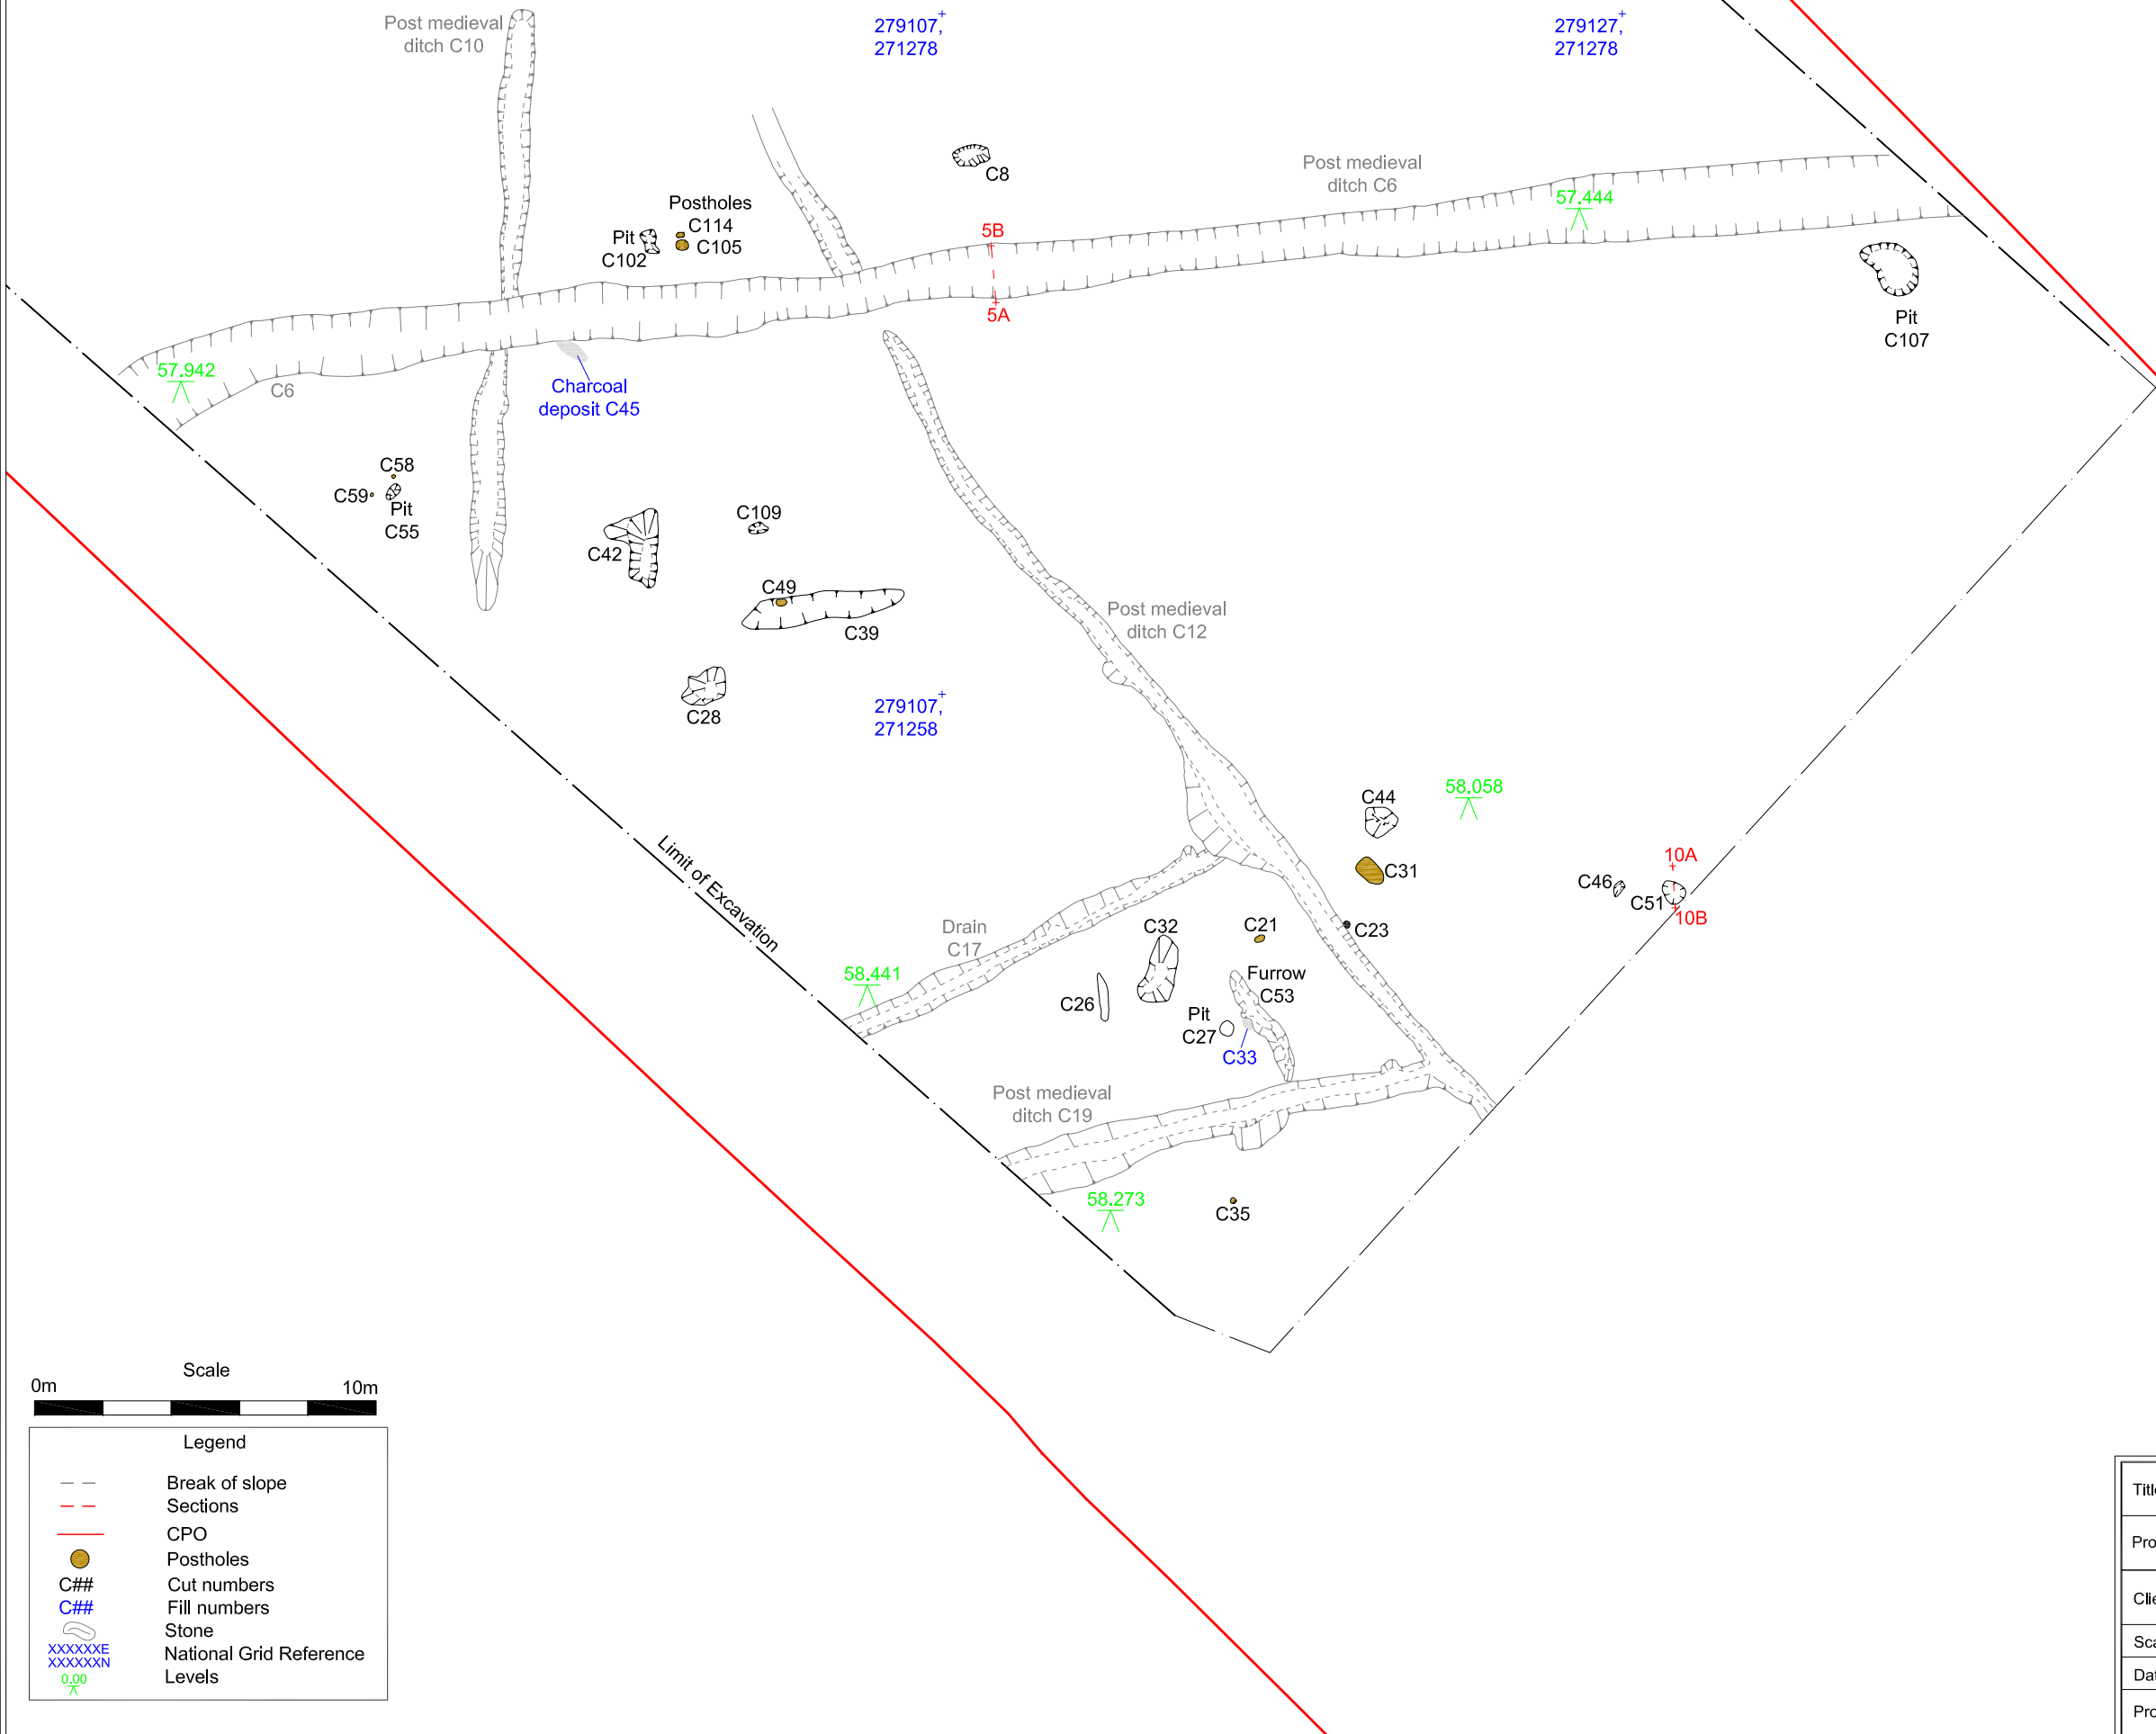 Post medieval
ditch C10
279107,
271278
279127,
271278
C8
Post medieval
ditch C6
57.444
Postholes
C114
C105
Pit
C102
5B
5A
Pit
C107
57.942
C6
Charcoal
deposit C45
C58
C59
Pit
C55
C42
C109
C49
C39
Post medieval
ditch C12
C28
279107,
271258
58.058
C44
C31
10A
C46
C51
10B
Limit of Excavation
Drain
C17
C32
C21
C23
58.441
C26
Furrow
C53
Pit
C27
C33
Post medieval
ditch C19
58.273
C35
Scale
0m
10m
Legend
Break of slope
Sections
CPO
Postholes
C## Cut numbers
C## Fill numbers
Stone
XXXXXXE
XXXXXXN
National Grid Reference
0.00
Levels